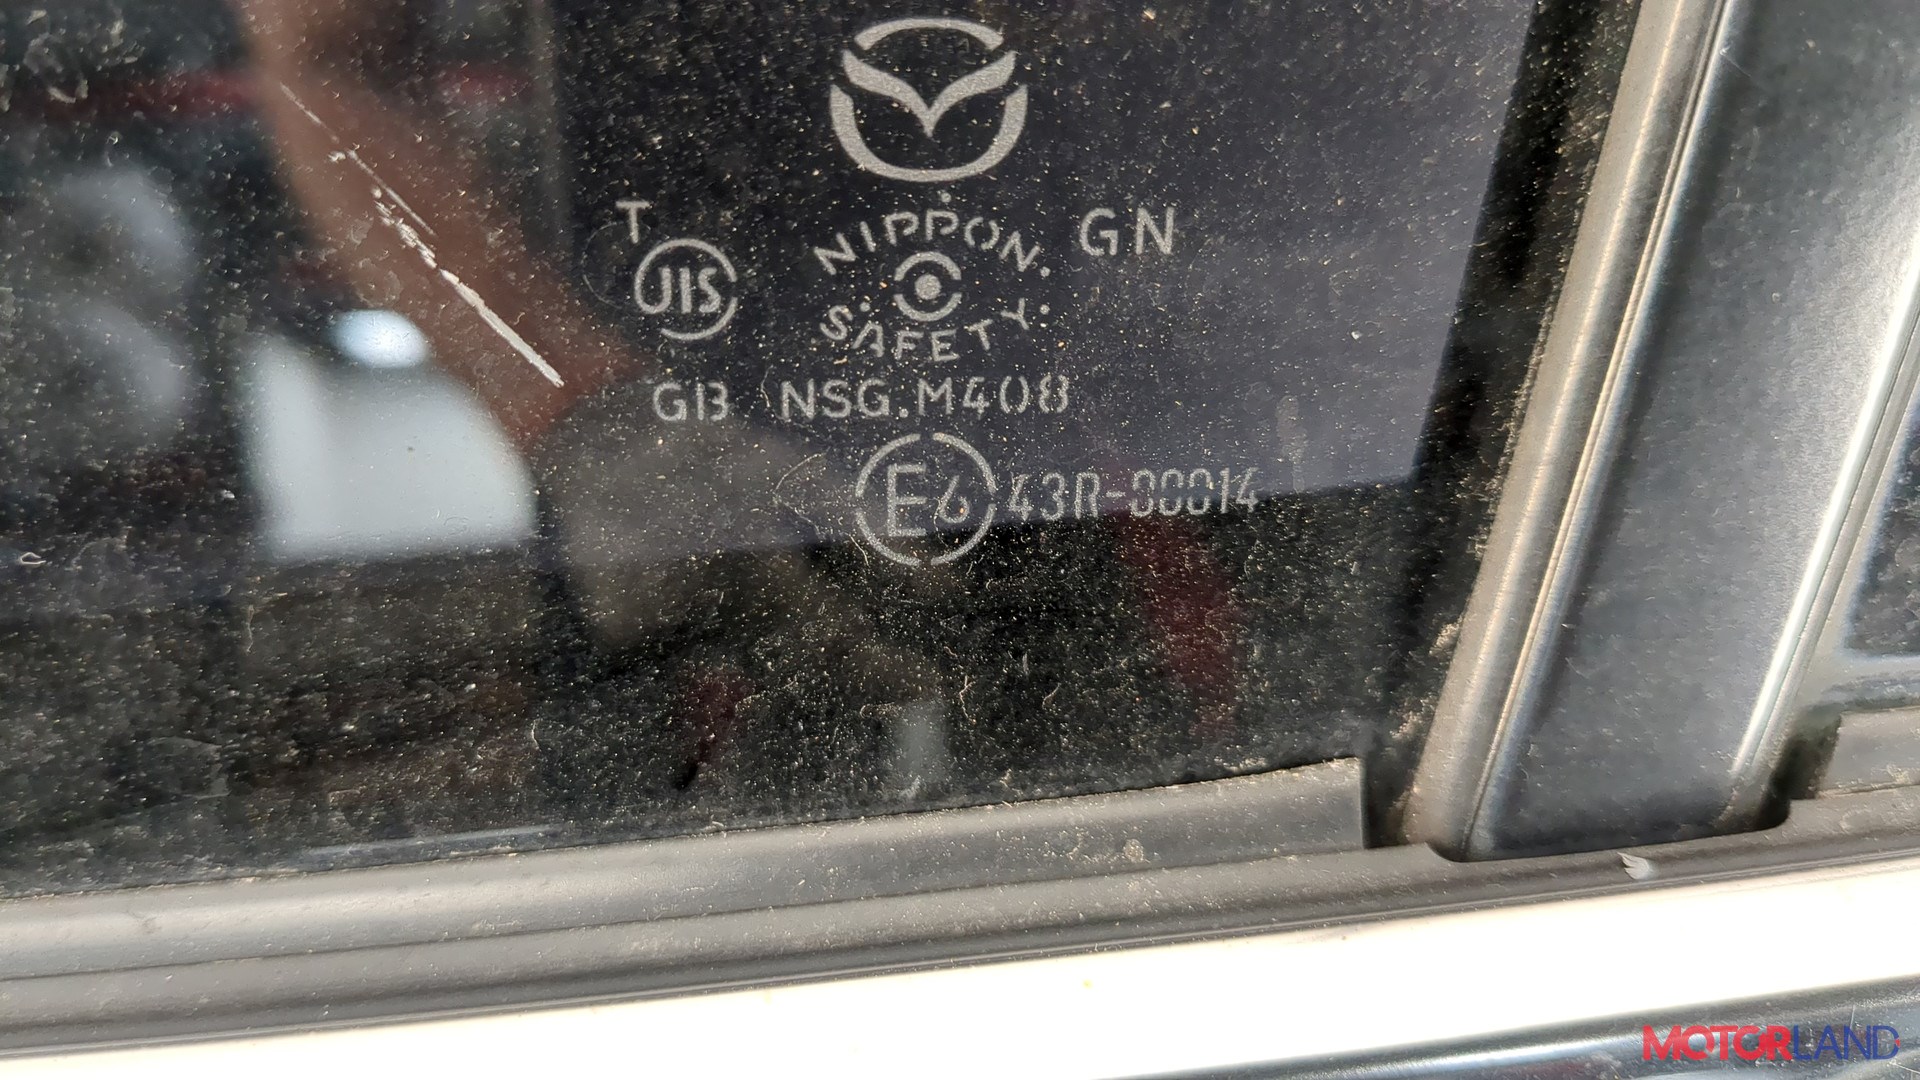 T
JIS
NIPPON.
SAFETY
GN
GB NSG.M408
E6 43R-00014
MOTORLAND